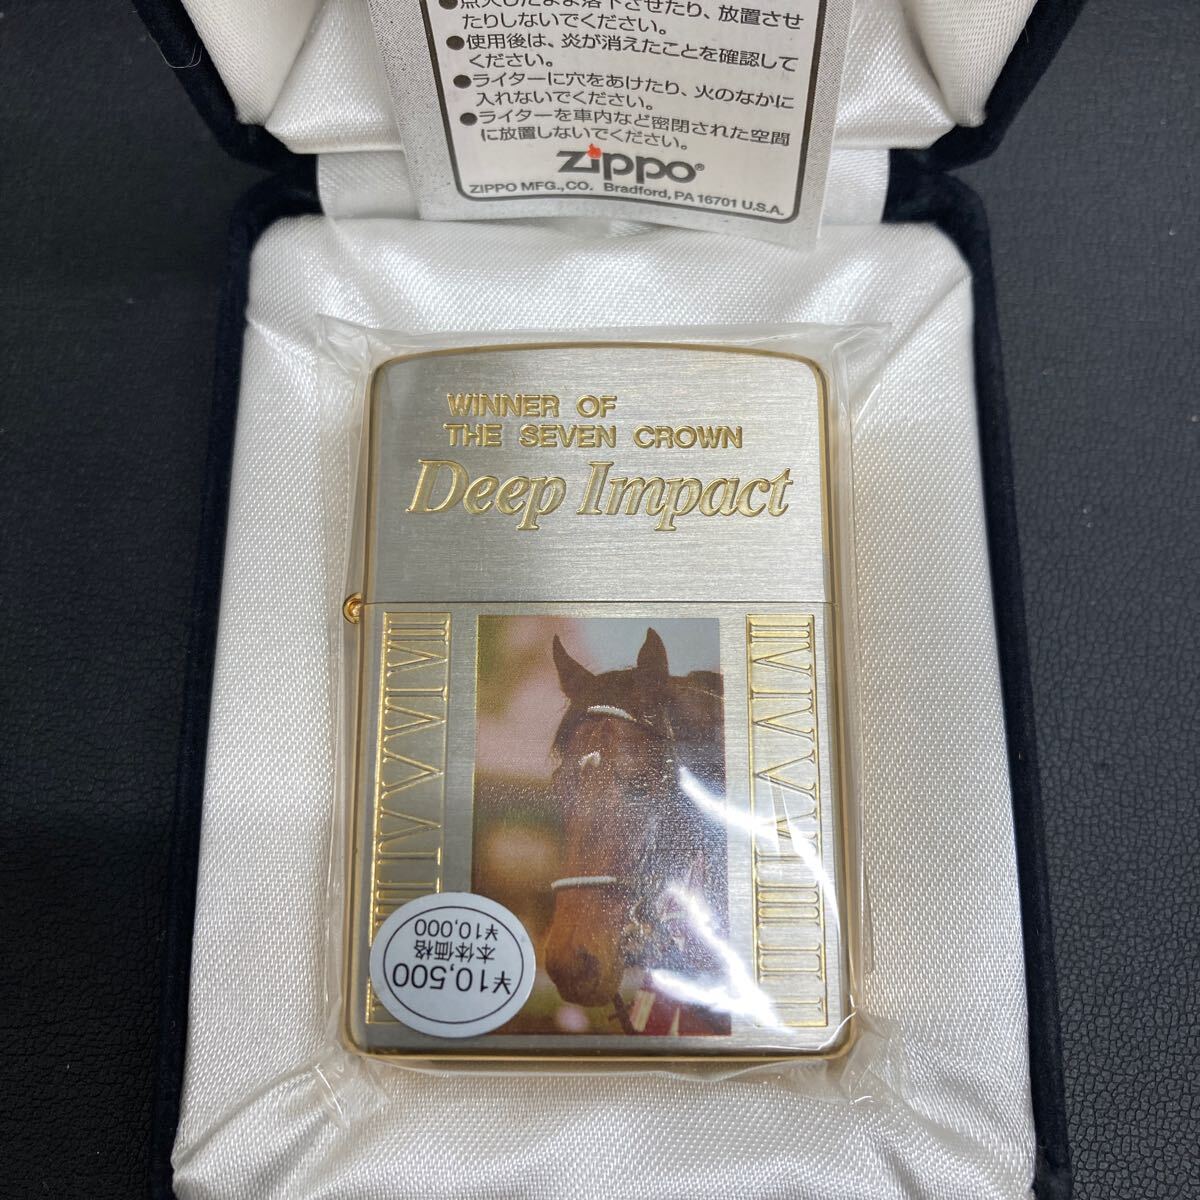 ●点火したまま落下させたり、放置させ
たりしないでください。
●使用後は、炎が消えたことを確認して
ください。
●ライターに穴をあけたり、火のなかに
入れないでください。
●ライターを車内など密閉された空間
に放置しないでください。
Zippo®
ZIPPO MFG.,CO. Bradford, PA 16701 U.S.A.
WINNER OF
THE SEVEN CROWN
Deep Impact
¥10,500
本体価格
¥10,000